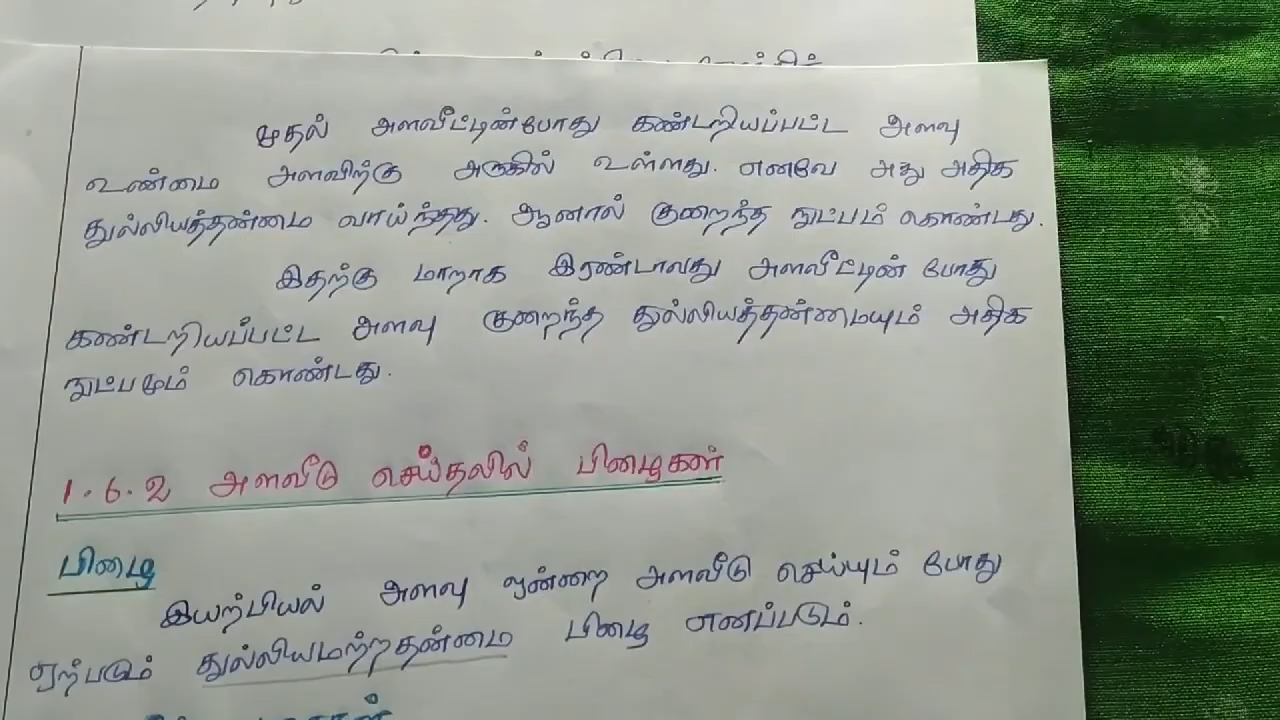 முதல் அளவீட்டின்போது கண்டறியப்பட்ட அளவு
உண்மை அளவிற்கு அருகில் உள்ளது. எனவே அது அதிக
துல்லியத்தன்மை வாய்ந்தது. ஆனால் குறைந்த நுட்பம் கொண்டது.
இதற்கு மாறாக இரண்டாவது அளவீட்டின் போது
கண்டறியப்பட்ட அளவு குறைந்த துல்லியத்தன்மையும் அதிக
நுட்பமும் கொண்டது.
1.6.2 அளவீடு செய்தலில் பிழைகள்
பிழை
இயற்பியல் அளவு ஒன்றை அளவீடு செய்யும் போது
ஏற்படும் துல்லியமற்றதன்மை பிழை எனப்படும்.